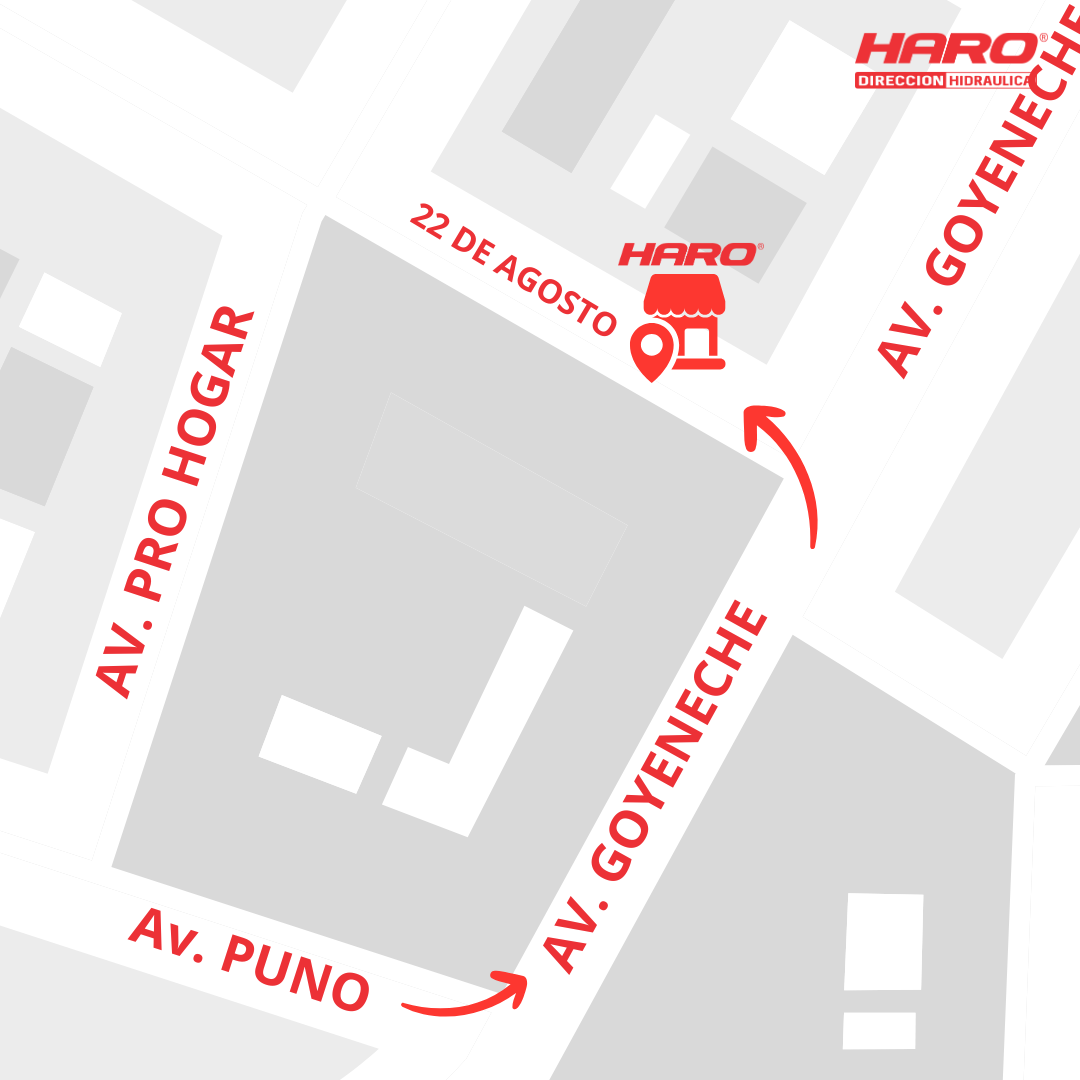 HARO®
DIRECCION HIDRAULICA
AV. GOYENECHE
22 DE AGOSTO
HARO®
AV. PRO HOGAR
AV. GOYENECHE
Av. PUNO